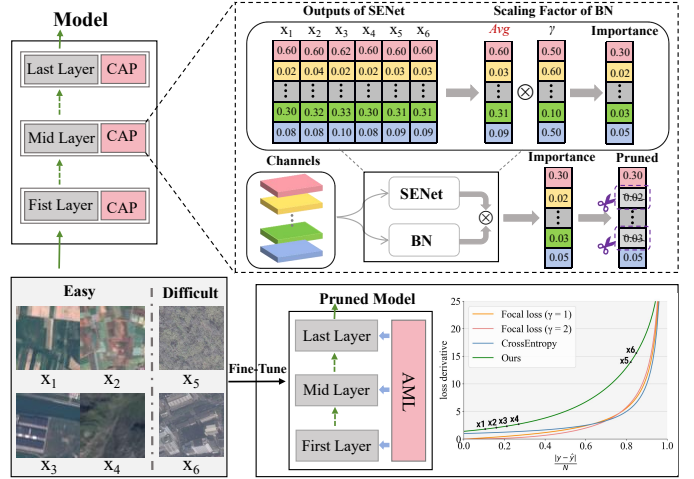 Model
Last Layer
CAP
Mid Layer
CAP
Fist Layer
CAP
Outputs of SENet
Scaling Factor of BN
x₁ x₂ x₃ x₄ x₅ x₆
Avg γ Importance
0.60 0.60 0.62 0.60 0.60 0.60 0.60 0.50 0.30
0.02 0.04 0.02 0.02 0.03 0.03 0.03 0.60 0.02
0.30 0.32 0.33 0.30 0.31 0.31 0.31 0.10 0.03
0.08 0.08 0.10 0.08 0.09 0.09 0.09 0.50 0.05
Channels
SENet
BN
Importance
0.30
0.02
0.03
0.05
Pruned
0.30
0.02
0.03
0.05
Easy
Difficult
x₁ x₂ x₅
x₃ x₄ x₆
Fine-Tune
Pruned Model
Last Layer
Mid Layer
First Layer
AML
loss derivative
25
20
15
10
5
0
Focal loss (γ = 1)
Focal loss (γ = 2)
CrossEntropy
Ours
x1 x2 x3 x4
x5
x6
0.0 0.2 0.4 0.6 0.8 1.0
|y − ŷ|
N